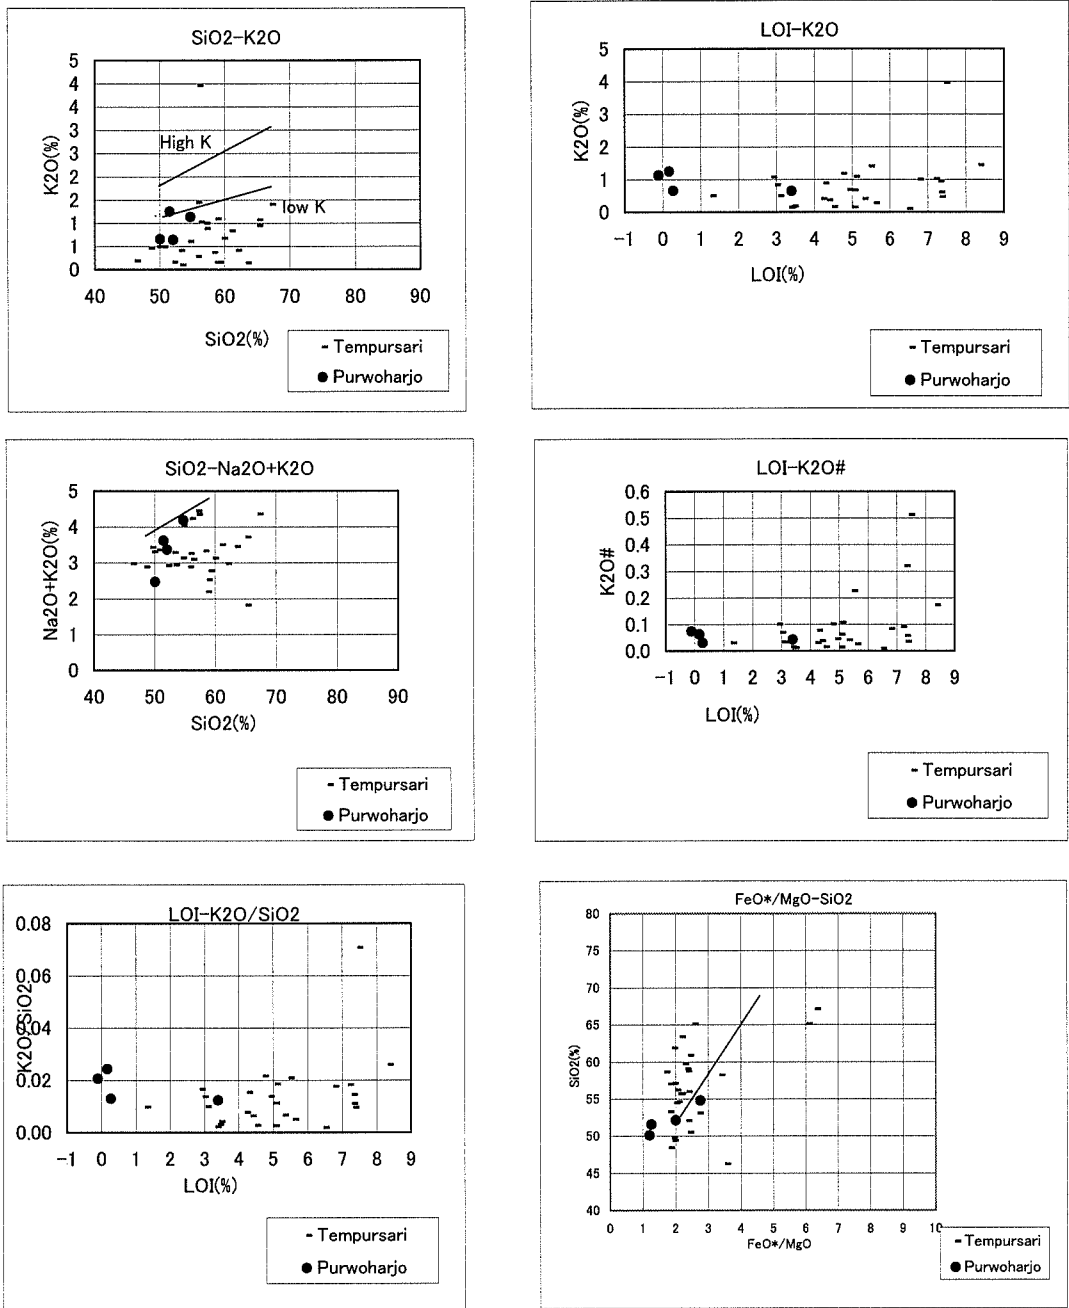 SiO2-K2O
5
4
4
3
3
2
2
1
1
0
K2O(%)
High K
low K
40 50 60 70 80 90
SiO2(%)
Tempursari
Purwoharjo
LOI-K2O
5
4
3
2
1
0
K2O(%)
-1 0 1 2 3 4 5 6 7 8 9
LOI(%)
Tempursari
Purwoharjo
SiO2-Na2O+K2O
5
4
3
2
1
0
Na2O+K2O(%)
40 50 60 70 80 90
SiO2(%)
Tempursari
Purwoharjo
LOI-K2O#
0.6
0.5
0.4
0.3
0.2
0.1
0.0
K2O#
-1 0 1 2 3 4 5 6 7 8 9
LOI(%)
Tempursari
Purwoharjo
LOI-K2O/SiO2
0.08
0.06
0.04
0.02
0.00
K2O/SiO2
-1 0 1 2 3 4 5 6 7 8 9
LOI(%)
Tempursari
Purwoharjo
FeO*/MgO-SiO2
80
75
70
65
60
55
50
45
40
SiO2(%)
0 1 2 3 4 5 6 7 8 9 10
FeO*/MgO
Tempursari
Purwoharjo